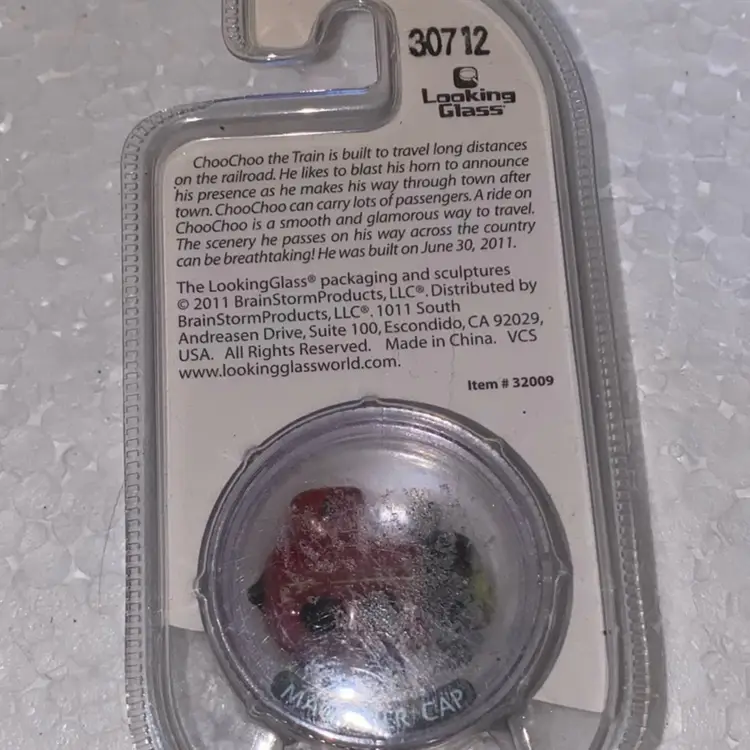 30712
Looking
Glass
ChooChoo the Train is built to travel long distances
on the railroad. He likes to blast his horn to announce
his presence as he makes his way through town after
town. ChooChoo can carry lots of passengers. A ride on
ChooChoo is a smooth and glamorous way to travel.
The scenery he passes on his way across the country
can be breathtaking! He was built on June 30, 2011.
The LookingGlass® packaging and sculptures
© 2011 BrainStormProducts, LLC®. Distributed by
BrainStormProducts, LLC®. 1011 South
Andreasen Drive, Suite 100, Escondido, CA 92029,
USA. All Rights Reserved. Made in China. VCS
www.lookingglassworld.com.
Item # 32009
CAP